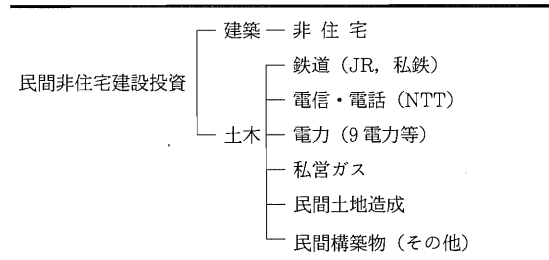 建築 — 非住宅
鉄道（JR，私鉄）
民間非住宅建設投資
電信・電話（NTT）
土木
電力（9電力等）
私営ガス
民間土地造成
民間構築物（その他）